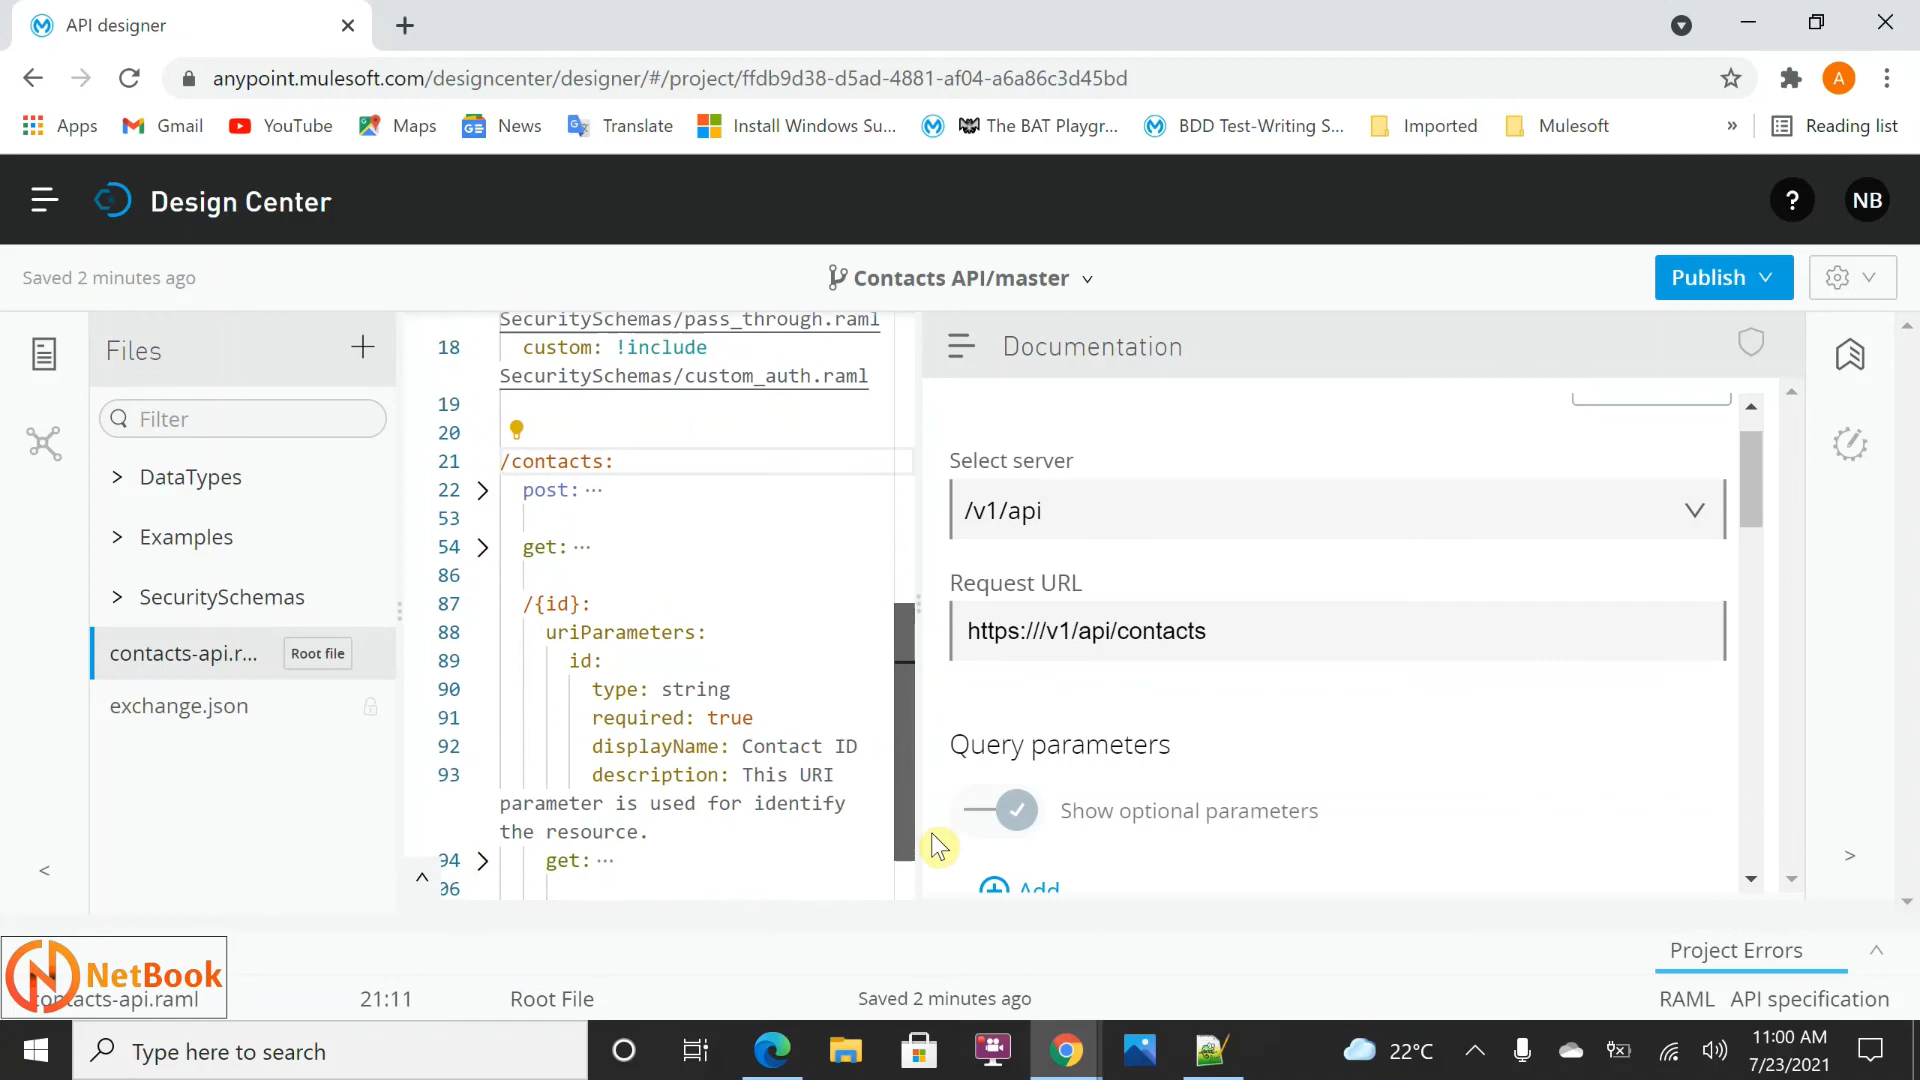 API designer
anypoint.mulesoft.com/designcenter/designer/#/project/ffdb9d38-d5ad-4881-af04-a6a86c3d45bd
A
Apps Gmail YouTube Maps News Translate Install Windows Su... The BAT Playgr... BDD Test-Writing S... Imported Mulesoft » Reading list
Design Center
? NB
Saved 2 minutes ago
Contacts API/master
Publish
Files
Filter
DataTypes
Examples
SecuritySchemas
contacts-api.r... Root file
exchange.json
SecuritySchemas/pass_through.raml
18 custom: !include
SecuritySchemas/custom_auth.raml
19
20
21 /contacts:
22 post: ...
53
54 get: ...
86
87 /{id}:
88 uriParameters:
89 id:
90 type: string
91 required: true
92 displayName: Contact ID
93 description: This URI
parameter is used for identify
the resource.
94 get: ...
96
Documentation
Select server
/v1/api
Request URL
https:///v1/api/contacts
Query parameters
Show optional parameters
Add
Project Errors
NetBook
contacts-api.raml 21:11 Root File Saved 2 minutes ago RAML API specification
Type here to search
22°C
11:00 AM
7/23/2021